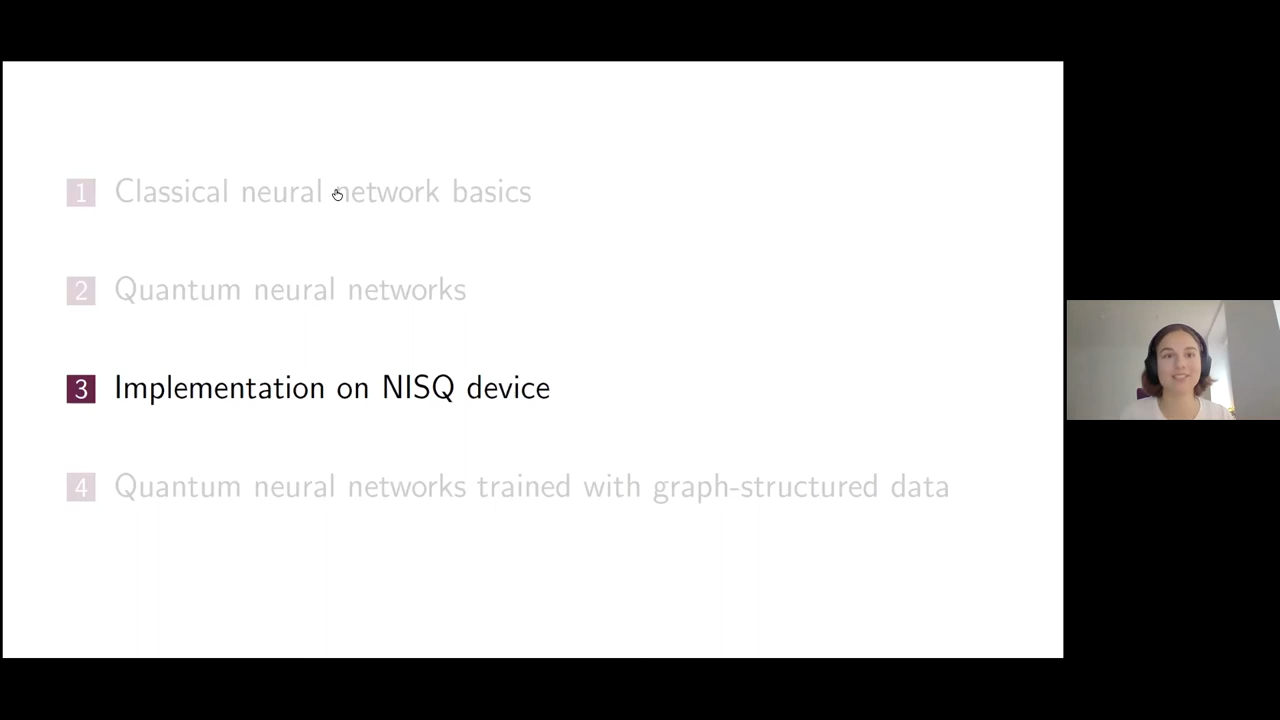 1 Classical neural network basics
2 Quantum neural networks
3 Implementation on NISQ device
4 Quantum neural networks trained with graph-structured data